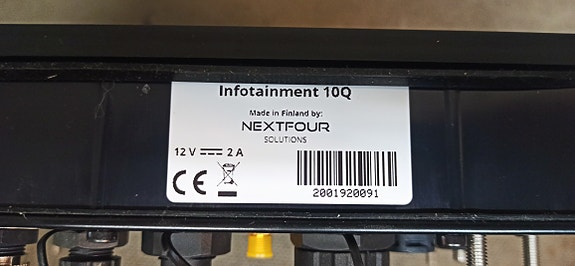 Infotainment 10Q
Made in Finland by:
NEXTFOUR
SOLUTIONS
12 V 2 A
CE
2001920091